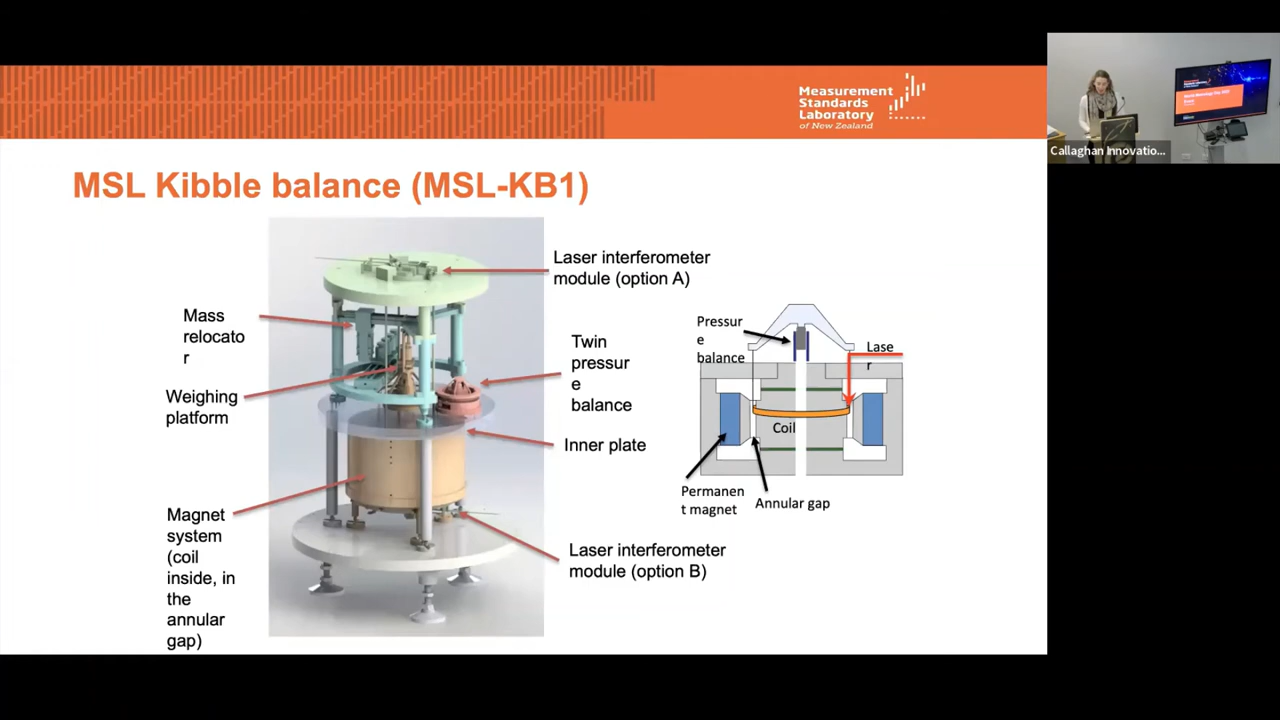 Measurement
Standards
Laboratory
of New Zealand
Callaghan Innovatio...
MSL Kibble balance (MSL-KB1)
Laser interferometer
module (option A)
Mass
relocato
r
Weighing
platform
Twin
pressur
e
balance
Inner plate
Magnet
system
(coil
inside, in
the
annular
gap)
Laser interferometer
module (option B)
Pressur
e
balance
Lase
r
Coil
Permanen
t magnet
Annular gap